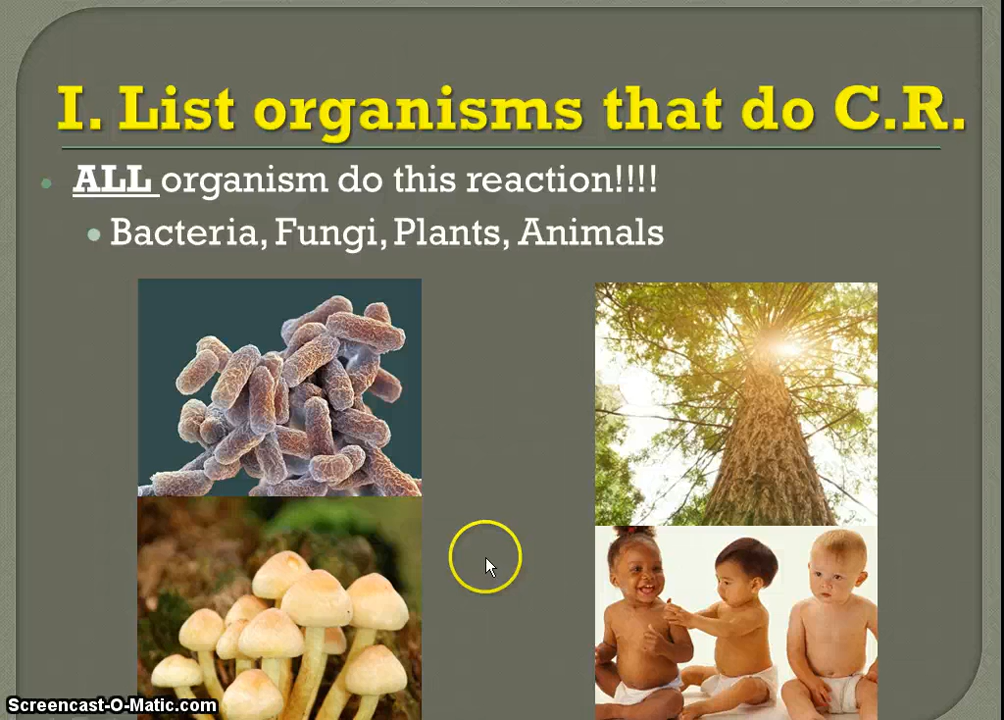 I. List organisms that do C.R.
ALL organism do this reaction!!!!
Bacteria, Fungi, Plants, Animals
Screencast-O-Matic.com